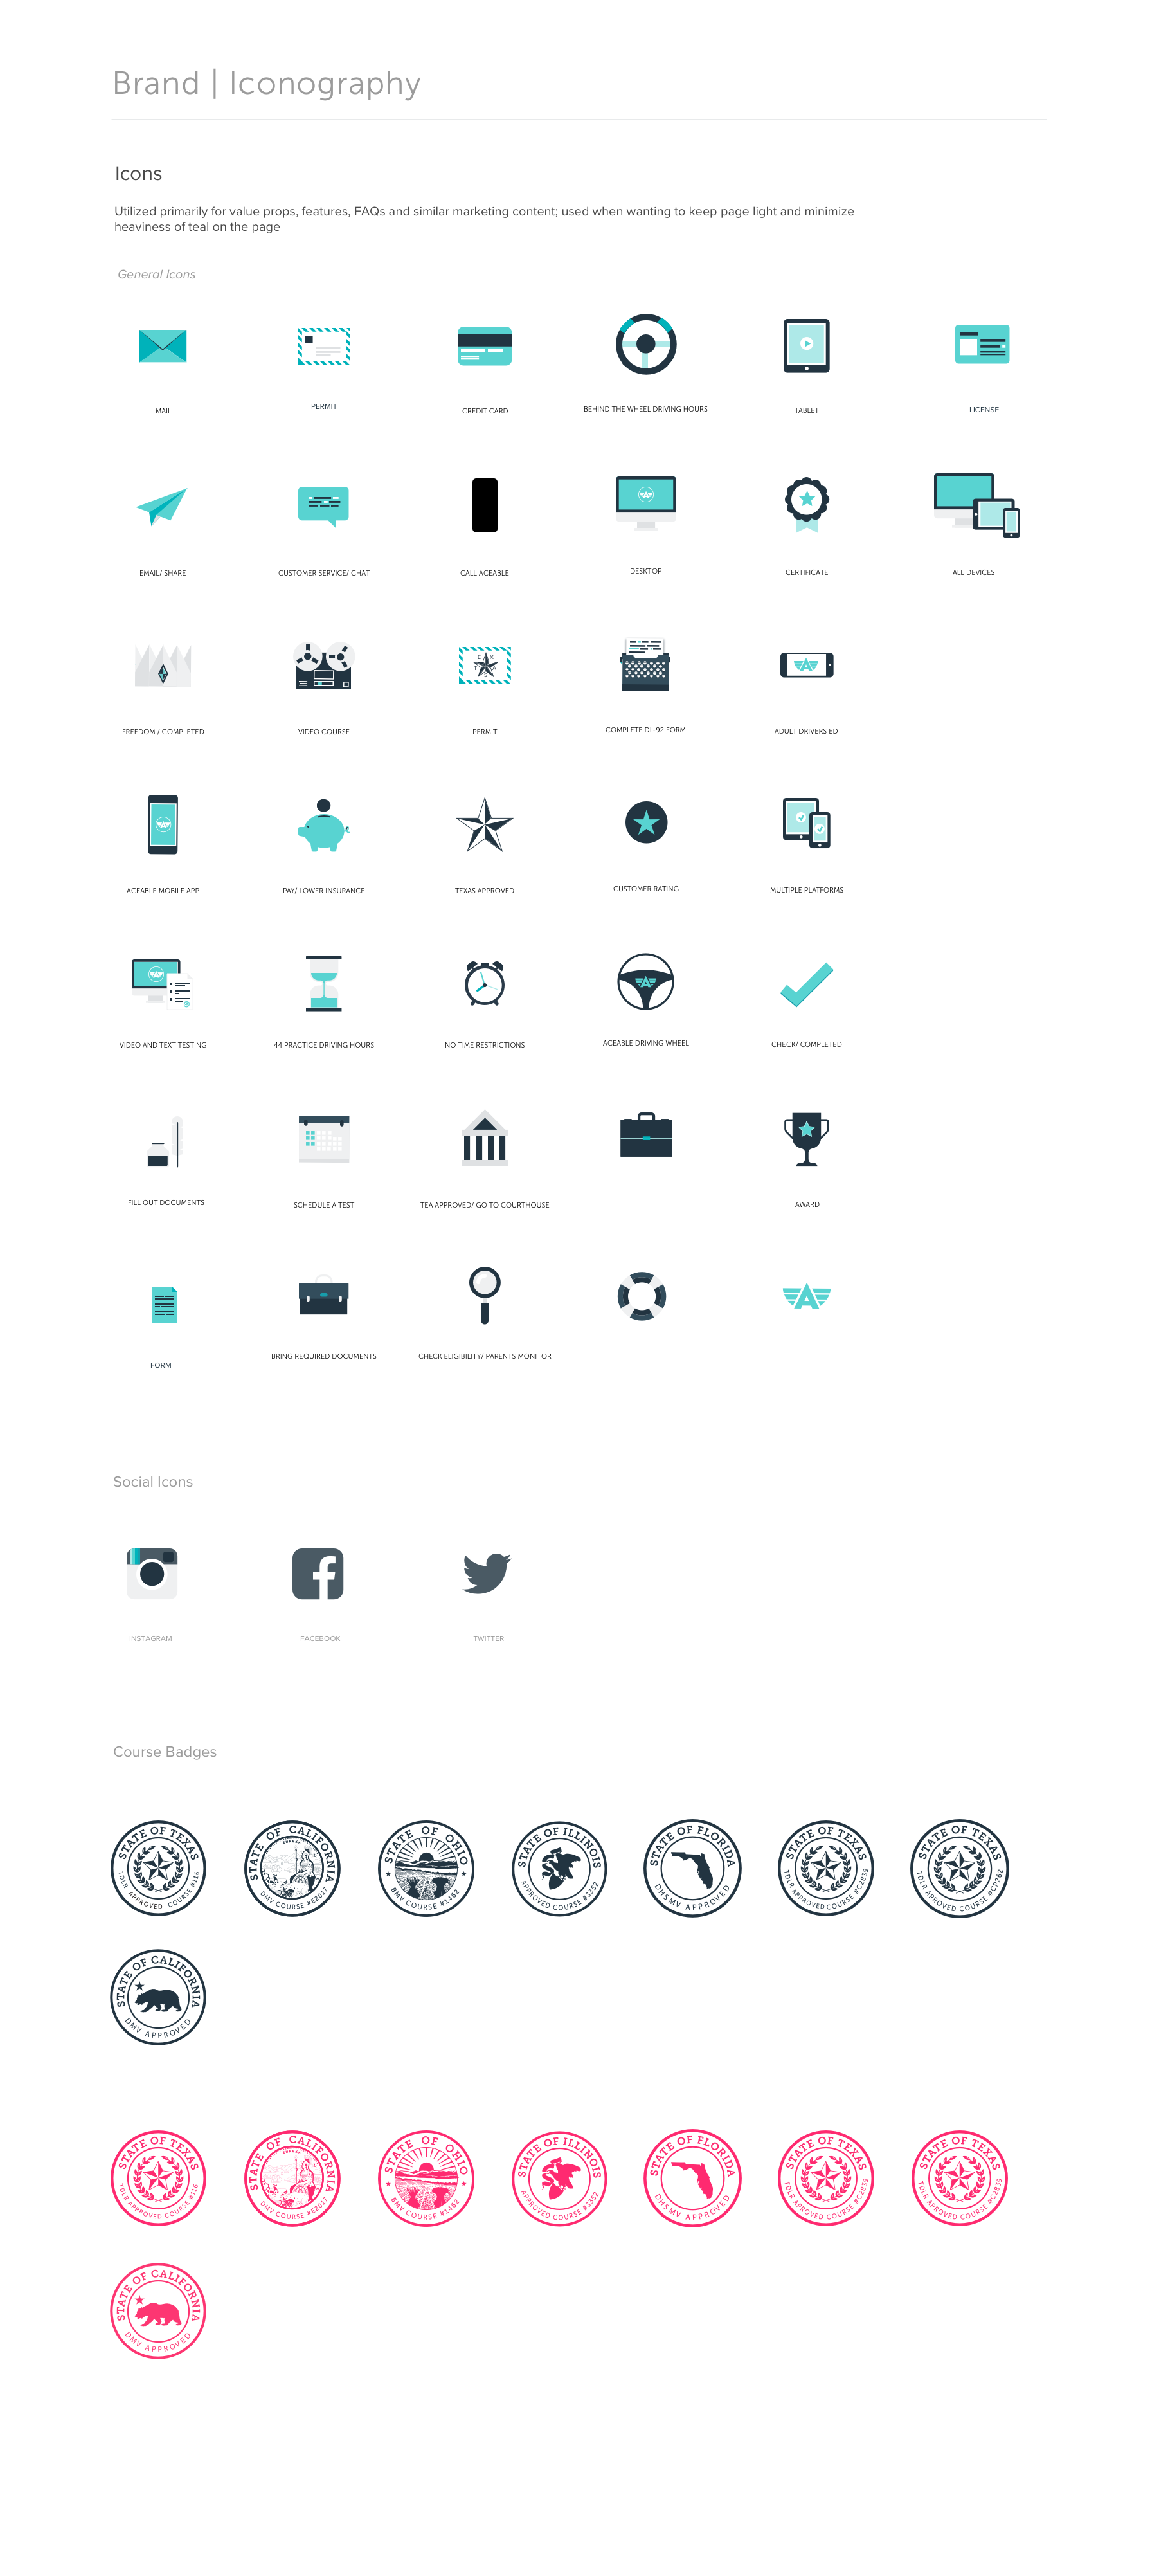 Brand | Iconography
Icons
Utilized primarily for value props, features, FAQs and similar marketing content; used when wanting to keep page light and minimize
heaviness of teal on the page
General Icons
MAIL
PERMIT
CREDIT CARD
BEHIND THE WHEEL DRIVING HOURS
TABLET
LICENSE
EMAIL/ SHARE
CUSTOMER SERVICE/ CHAT
CALL ACEABLE
DESKTOP
CERTIFICATE
ALL DEVICES
FREEDOM / COMPLETED
VIDEO COURSE
PERMIT
COMPLETE DL-92 FORM
ADULT DRIVERS ED
ACEABLE MOBILE APP
PAY/ LOWER INSURANCE
TEXAS APPROVED
CUSTOMER RATING
MULTIPLE PLATFORMS
VIDEO AND TEXT TESTING
44 PRACTICE DRIVING HOURS
NO TIME RESTRICTIONS
ACEABLE DRIVING WHEEL
CHECK/ COMPLETED
FILL OUT DOCUMENTS
SCHEDULE A TEST
TEA APPROVED/ GO TO COURTHOUSE
AWARD
FORM
BRING REQUIRED DOCUMENTS
CHECK ELIGIBILITY/ PARENTS MONITOR
Social Icons
INSTAGRAM
FACEBOOK
TWITTER
Course Badges
STATE OF TEXAS
TDLR APPROVED COURSE #116
STATE OF CALIFORNIA
DMV COURSE #E2017
STATE OF OHIO
BMV COURSE #1462
STATE OF ILLINOIS
APPROVED COURSE #3352
STATE OF FLORIDA
DHSMV APPROVED
STATE OF TEXAS
TDLR APROVED COURSE #C2839
STATE OF TEXAS
TDLR APROVED COURSE #CP262
STATE OF CALIFORNIA
DMV APPROVED
STATE OF TEXAS
TDLR APPROVED COURSE #116
STATE OF CALIFORNIA
DMV COURSE #E2017
STATE OF OHIO
BMV COURSE #1462
STATE OF ILLINOIS
APPROVED COURSE #3352
STATE OF FLORIDA
DHSMV APPROVED
STATE OF TEXAS
TDLR APROVED COURSE #C2839
STATE OF TEXAS
TDLR APROVED COURSE #C2839
STATE OF CALIFORNIA
DMV APPROVED